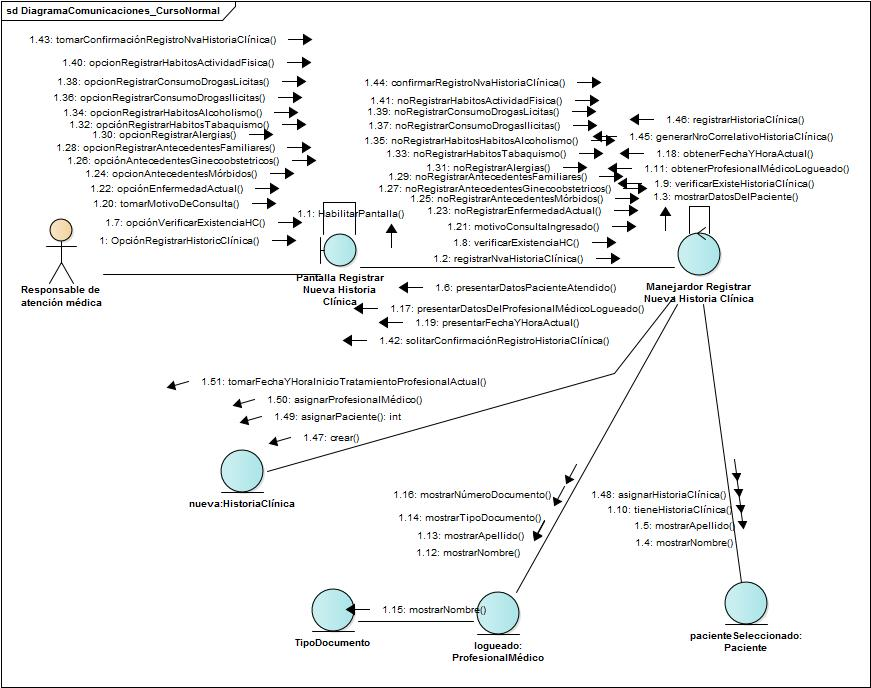 sd DiagramaComunicaciones_CursoNormal
1.43: tomarConfirmaciónRegistroNvaHistoriaClínica()
1.40: opcionRegistrarHabitosActividadFisica()
1.38: opcionRegistrarConsumoDrogasLicitas()
1.36: opcionRegistrarConsumoDrogasIlicitas()
1.34: opcionRegistrarHabitosAlcoholismo()
1.32: opciónRegistrarHabitosTabaquismo()
1.30: opcionRegistrarAlergias()
1.28: opcionRegistrarAntecedentesFamiliares()
1.26: opciónAntecedentesGinecoobstetricos()
1.24: opcionAntecedentesMórbidos()
1.22: opciónEnfermedadActual()
1.20: tomarMotivoDeConsulta()
1.7: opciónVerificarExistenciaHC()
1: OpciónRegistrarHistoricClínica()
1.1: HabilitarPantalla()
1.44: confirmarRegistroNvaHistoriaClínica()
1.41: noRegistrarHabitosActividadFisica()
1.39: noRegistrarConsumoDrogasLicitas()
1.37: noRegistrarConsumoDrogasIlicitas()
1.35: noRegistrarHabitosHabitosAlcoholismo()
1.33: noRegistrarHabitosTabaquismo()
1.31: noRegistrarAlergias()
1.29: noRegistrarAntecedentesFamiliares()
1.27: noRegistrarAntecedentesGinecoobstetricos()
1.25: noRegistrarAntecedentesMórbidos()
1.23: noRegistrarEnfermedadActual()
1.21: motivoConsultaIngresado()
1.8: verificarExistenciaHC()
1.2: registrarNvaHistoriaClínica()
1.46: registrarHistoriaClínica()
1.45: generarNroCorrelativoHistoriaClínica()
1.18: obtenerFechaYHoraActual()
1.11: obtenerProfesionalMédicoLogueado()
1.9: verificarExisteHistoriaClínica()
1.3: mostrarDatosDelPaciente()
Responsable de
atención médica
Pantalla Registrar
Nueva Historia
Clínica
Manejardor Registrar
Nueva Historia Clínica
1.6: presentarDatosPacienteAtendido()
1.17: presentarDatosDelProfesionalMédicoLogueado()
1.19: presentarFechaYHoraActual()
1.42: solitarConfirmaciónRegistroHistoriaClínica()
1.51: tomarFechaYHoraInicioTratamientoProfesionalActual()
1.50: asignarProfesionalMédico()
1.49: asignarPaciente(): int
1.47: crear()
nueva:HistoriaClínica
1.16: mostrarNúmeroDocumento()
1.14: mostrarTipoDocumento()
1.13: mostrarApellido()
1.12: mostrarNombre()
1.48: asignarHistoriaClínica()
1.10: tieneHistoriaClínica()
1.5: mostrarApellido()
1.4: mostrarNombre()
1.15: mostrarNombre()
TipoDocumento
logueado:
ProfesionalMédico
pacienteSeleccionado:
Paciente